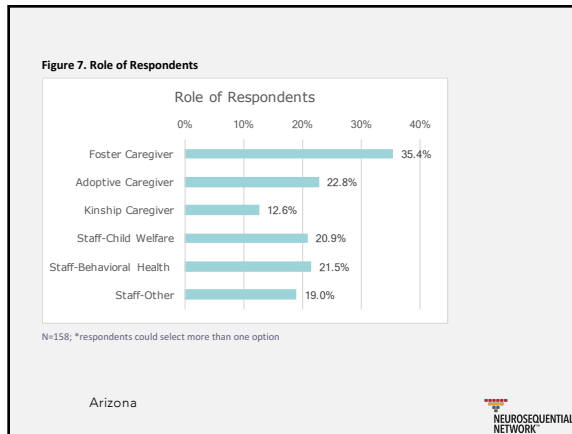 Figure 7. Role of Respondents
Role of Respondents
0% 10% 20% 30% 40%
Foster Caregiver 35.4%
Adoptive Caregiver 22.8%
Kinship Caregiver 12.6%
Staff-Child Welfare 20.9%
Staff-Behavioral Health 21.5%
Staff-Other 19.0%
N=158; *respondents could select more than one option
Arizona
NEUROSEQUENTIAL
NETWORK™